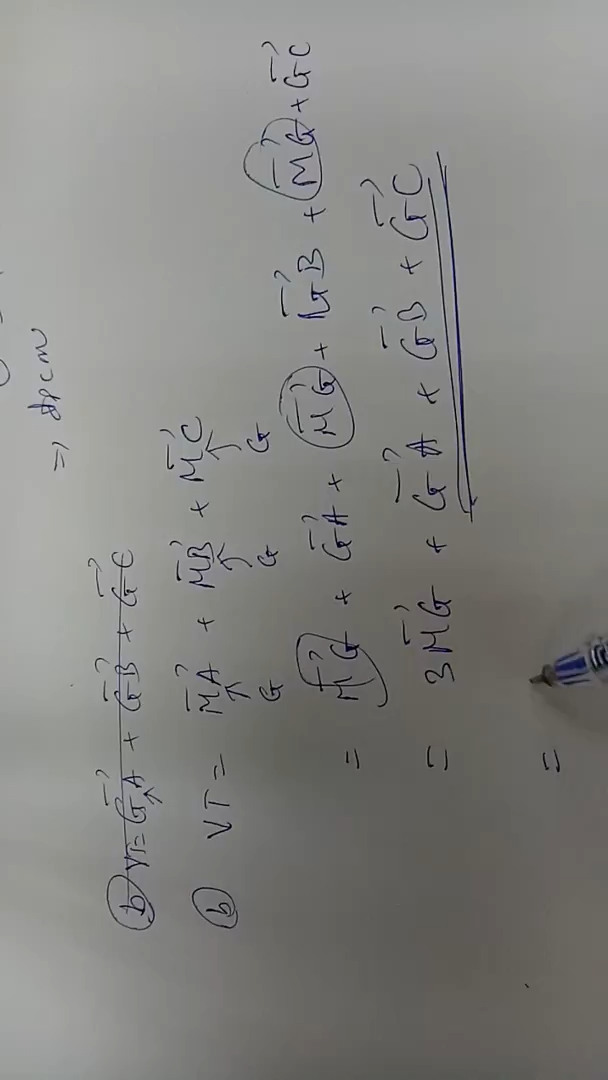 => đpcm
b) VT = GA⃗ + GB⃗ + GC⃗
b) VT = MA⃗ + MB⃗ + MC⃗
G G G
= MG⃗ + GA⃗ + MG⃗ + GB⃗ + MG⃗ + GC⃗
= 3MG⃗ + GA⃗ + GB⃗ + GC⃗
=